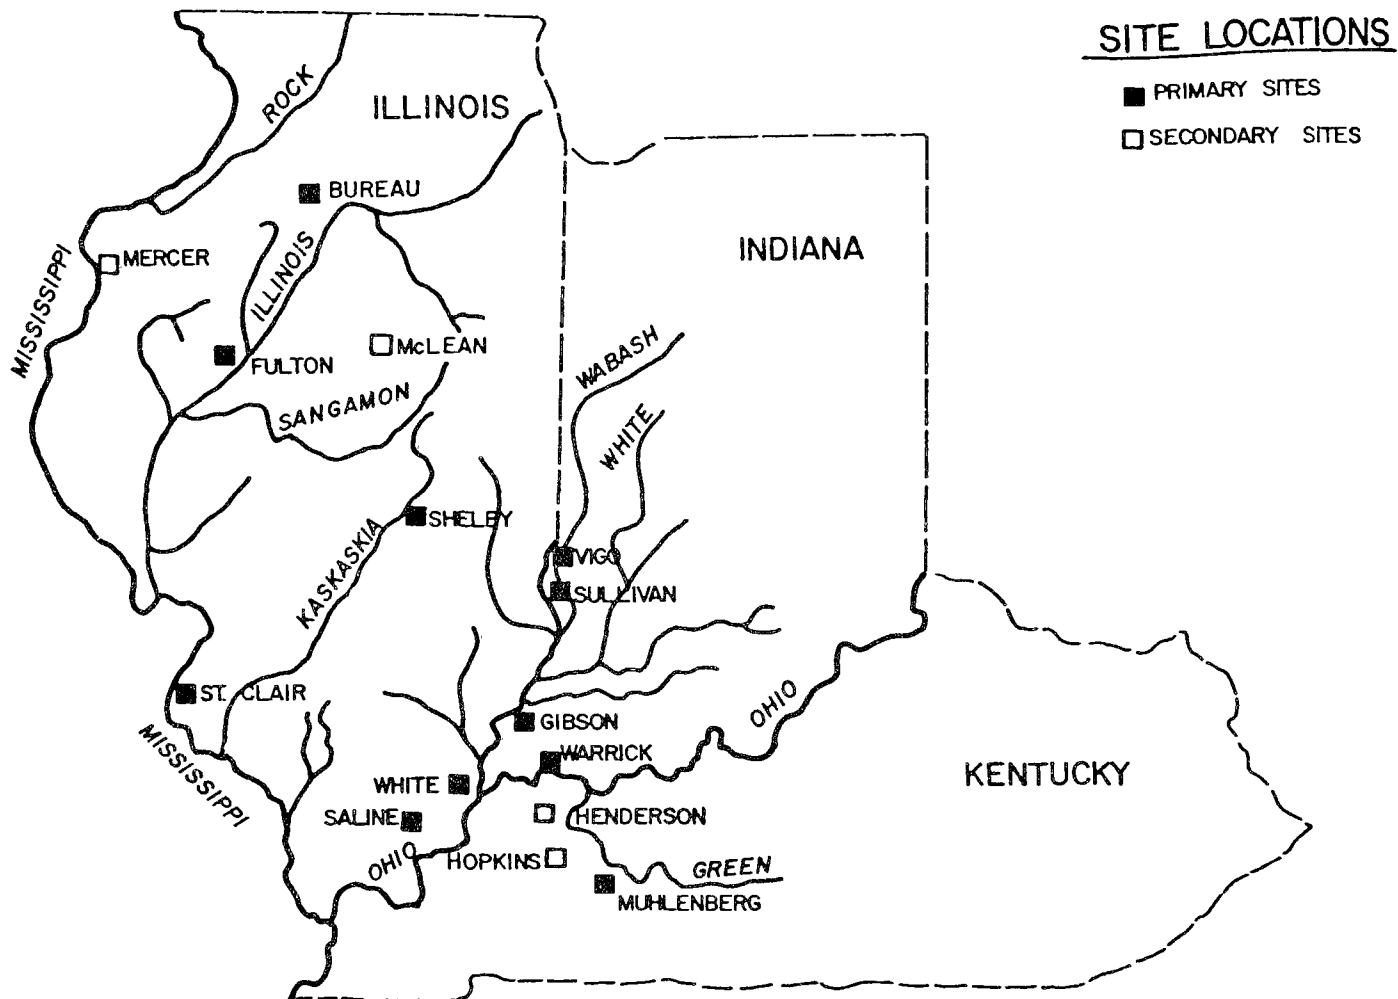 SITE LOCATIONS
PRIMARY SITES
SECONDARY SITES
ROCK
ILLINOIS
BUREAU
INDIANA
MERCER
MISSISSIPPI
ILLINOIS
McLEAN
FULTON
WABASH
SANGAMON
WHITE
SHELBY
KASKASKIA
VIGO
SULLIVAN
ST. CLAIR
OHIO
GIBSON
MISSISSIPPI
WARRICK
KENTUCKY
WHITE
SALINE
HENDERSON
OHIO
HOPKINS
GREEN
MUHLENBERG